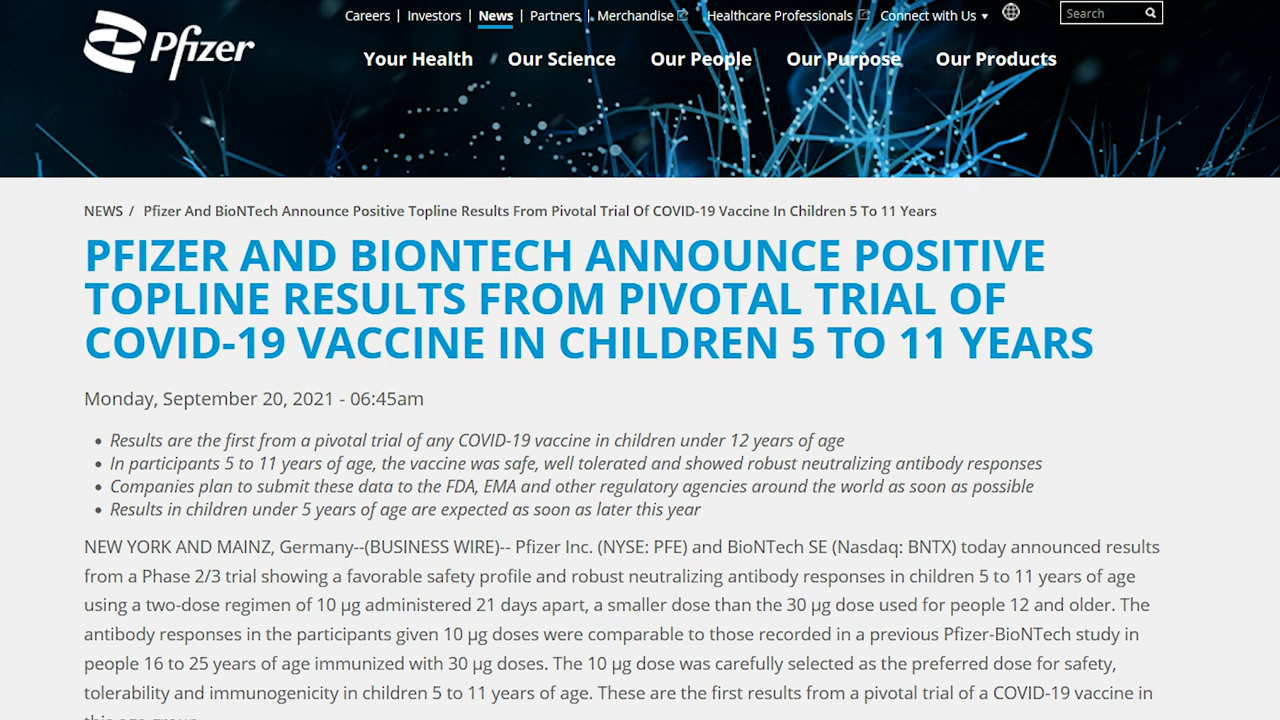 Careers | Investors | News | Partners | Merchandise Healthcare Professionals Connect with Us
Search
Pfizer
Your Health Our Science Our People Our Purpose Our Products
NEWS / Pfizer And BioNTech Announce Positive Topline Results From Pivotal Trial Of COVID-19 Vaccine In Children 5 To 11 Years
PFIZER AND BIONTECH ANNOUNCE POSITIVE
TOPLINE RESULTS FROM PIVOTAL TRIAL OF
COVID-19 VACCINE IN CHILDREN 5 TO 11 YEARS
Monday, September 20, 2021 - 06:45am
• Results are the first from a pivotal trial of any COVID-19 vaccine in children under 12 years of age
• In participants 5 to 11 years of age, the vaccine was safe, well tolerated and showed robust neutralizing antibody responses
• Companies plan to submit these data to the FDA, EMA and other regulatory agencies around the world as soon as possible
• Results in children under 5 years of age are expected as soon as later this year
NEW YORK AND MAINZ, Germany--(BUSINESS WIRE)-- Pfizer Inc. (NYSE: PFE) and BioNTech SE (Nasdaq: BNTX) today announced results
from a Phase 2/3 trial showing a favorable safety profile and robust neutralizing antibody responses in children 5 to 11 years of age
using a two-dose regimen of 10 µg administered 21 days apart, a smaller dose than the 30 µg dose used for people 12 and older. The
antibody responses in the participants given 10 µg doses were comparable to those recorded in a previous Pfizer-BioNTech study in
people 16 to 25 years of age immunized with 30 µg doses. The 10 µg dose was carefully selected as the preferred dose for safety,
tolerability and immunogenicity in children 5 to 11 years of age. These are the first results from a pivotal trial of a COVID-19 vaccine in